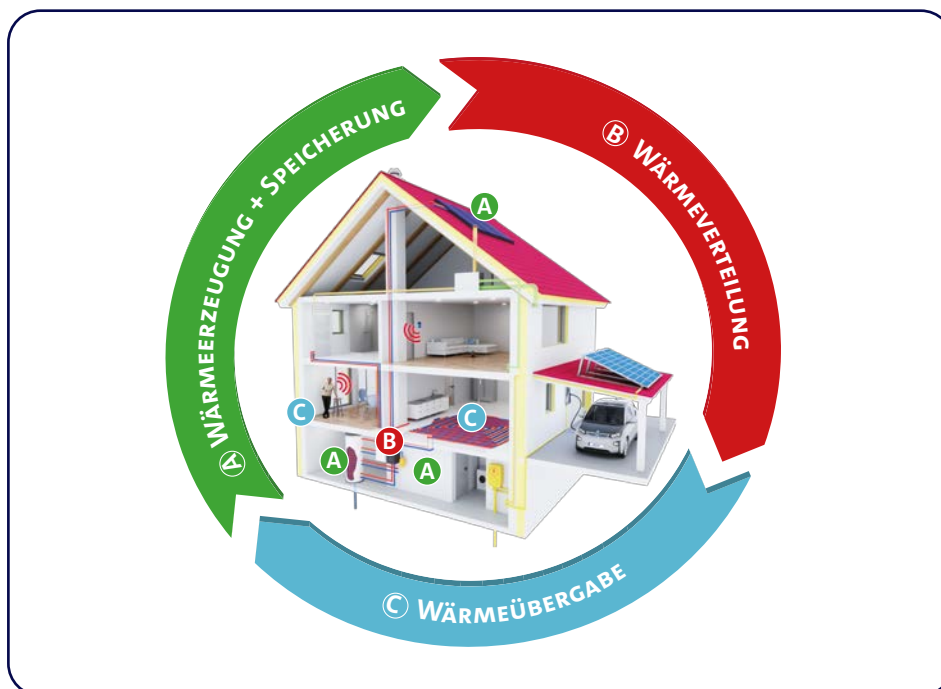 Ⓐ WÄRMEERZEUGUNG + SPEICHERUNG
Ⓑ WÄRMEVERTEILUNG
Ⓒ WÄRMEÜBERGABE
A
C
C
B
A
A